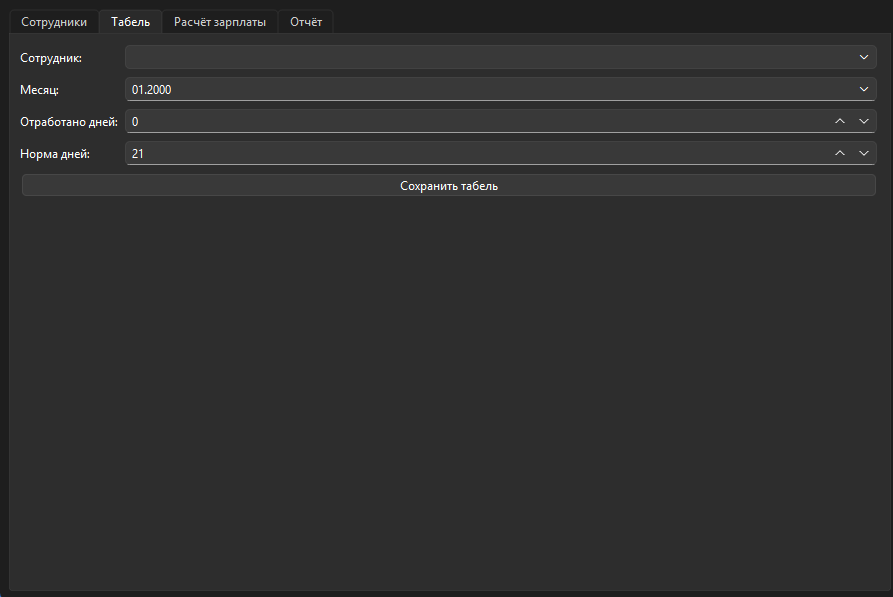 Сотрудники Табель Расчёт зарплаты Отчёт
Сотрудник:
Месяц: 01.2000
Отработано дней: 0
Норма дней: 21
Сохранить табель